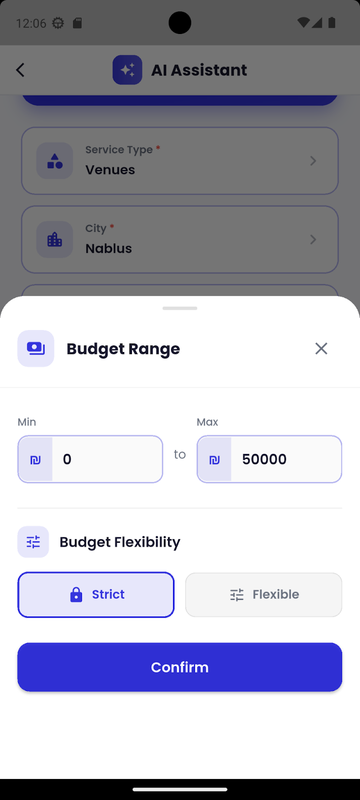 12:06
AI Assistant
Service Type *
Venues
City *
Nablus
Budget Range
Min
Max
₪ 0
to
₪ 50000
Budget Flexibility
Strict
Flexible
Confirm